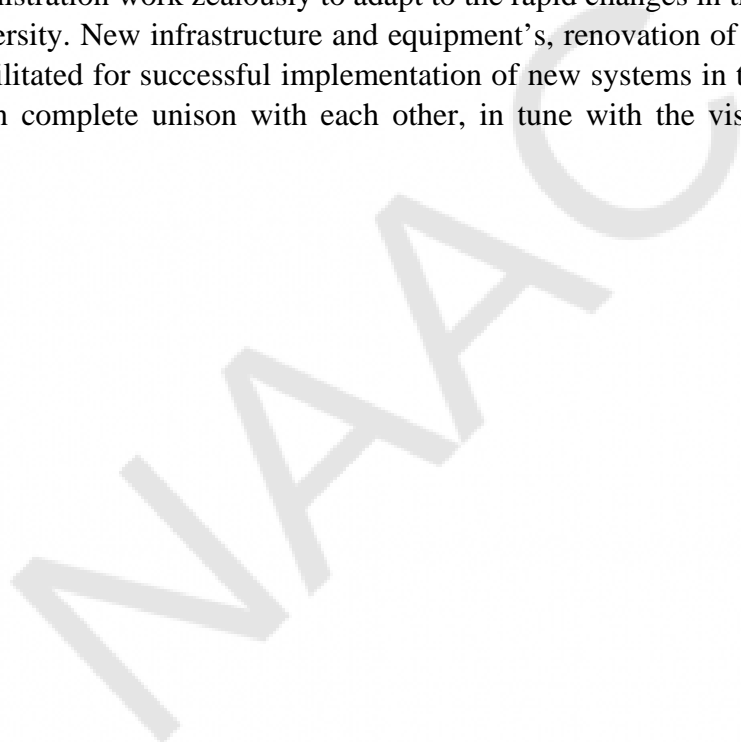 istration work zealously to adapt to the rapid changes in t
ersity. New infrastructure and equipment's, renovation of
ilitated for successful implementation of new systems in t
n complete unison with each other, in tune with the vis
NAAC